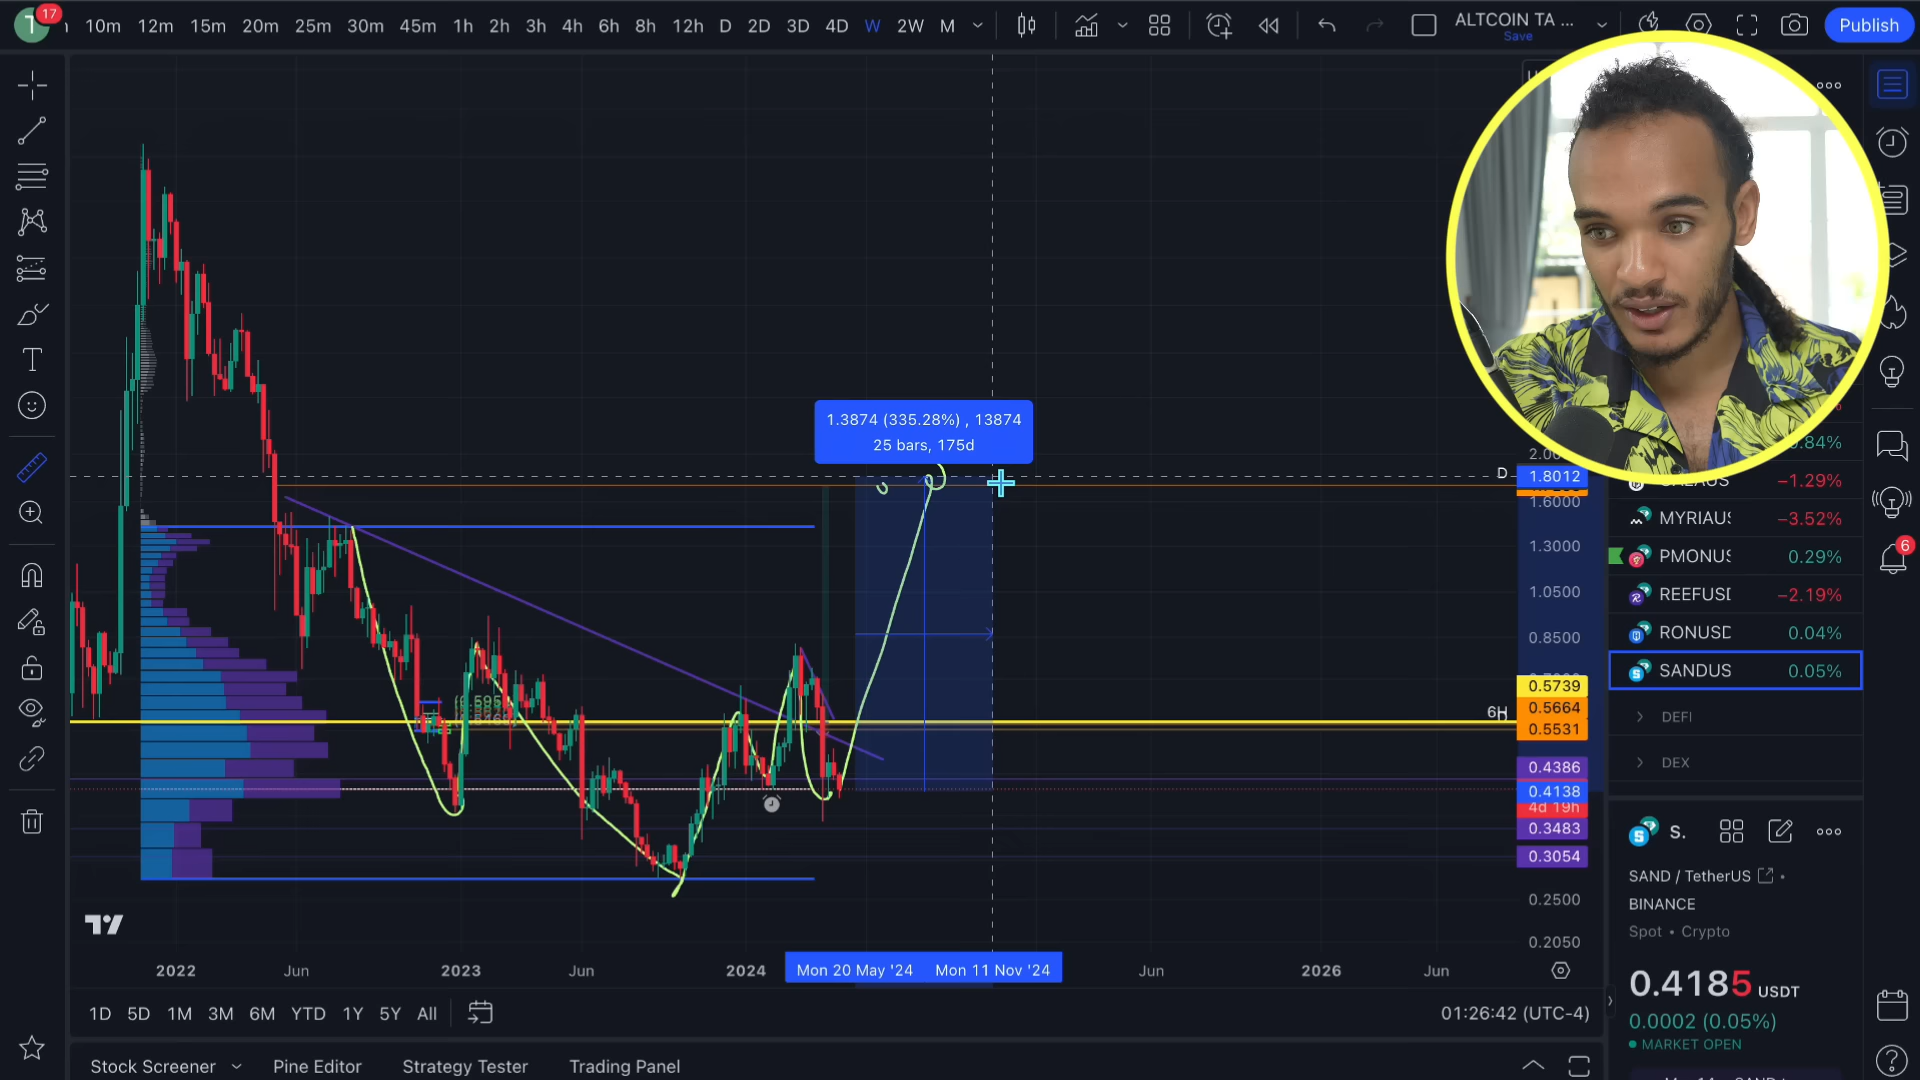 T
17
10m 12m 15m 20m 25m 30m 45m 1h 2h 3h 4h 6h 8h 12h D 2D 3D 4D W 2W M
ALTCOIN TA ...
Save
Publish
1.3874 (335.28%) , 13874
25 bars, 175d
D
1.8012
1.6000
1.3000
1.0500
0.8500
0.5739
6H
0.5664
0.5531
0.4386
0.4138
4d 19h
0.3483
0.3054
0.2500
0.2050
−1.29%
MYRIAUS −3.52%
PMONUS 0.29%
REEFUSD −2.19%
RONUSD 0.04%
SANDUS 0.05%
DEFI
DEX
6
S.
SAND / TetherUS
BINANCE
Spot • Crypto
0.4185 USDT
0.0002 (0.05%)
MARKET OPEN
2022 Jun 2023 Jun 2024 Mon 20 May '24 Mon 11 Nov '24 Jun 2026 Jun
1D 5D 1M 3M 6M YTD 1Y 5Y All
01:26:42 (UTC-4)
Stock Screener Pine Editor Strategy Tester Trading Panel